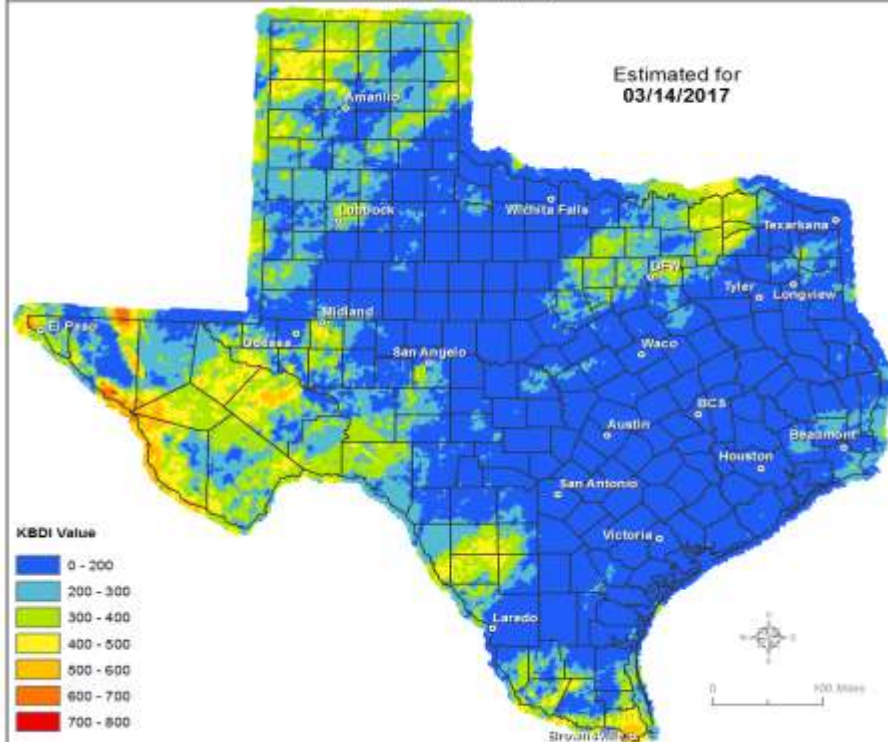 Estimated for
03/14/2017
Amarillo
Lubbock
Wichita Falls
Texarkana
DFW
Tyler
Longview
El Paso
Midland
Odessa
San Angelo
Waco
BCS
Austin
Beaumont
Houston
San Antonio
Victoria
Laredo
Brownsville
KBDI Value
0 - 200
200 - 300
300 - 400
400 - 500
500 - 600
600 - 700
700 - 800
0 100 Miles